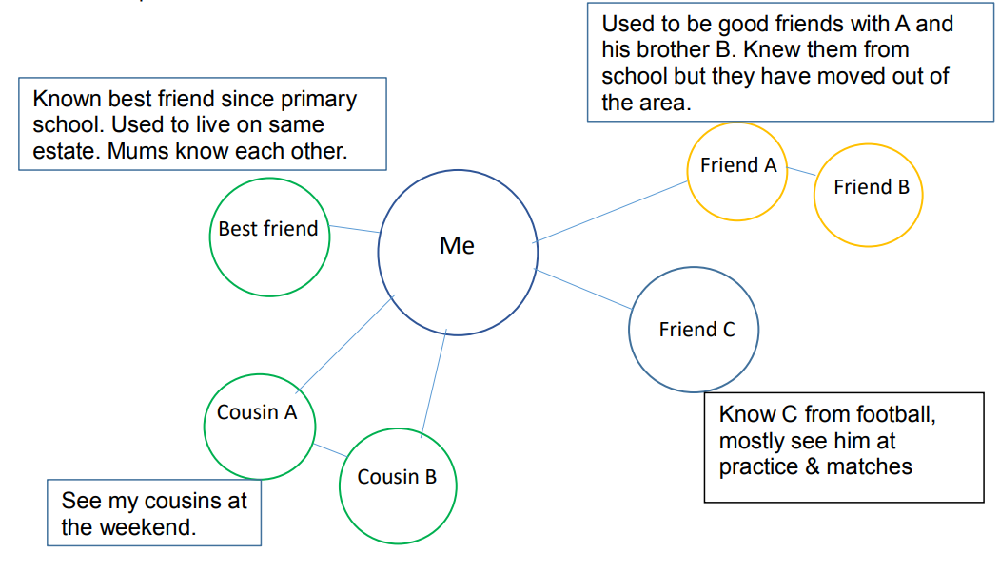 Used to be good friends with A and
his brother B. Knew them from
school but they have moved out of
the area.
Known best friend since primary
school. Used to live on same
estate. Mums know each other.
Friend A
Friend B
Best friend
Me
Friend C
Cousin A
Know C from football,
mostly see him at
practice & matches
Cousin B
See my cousins at
the weekend.